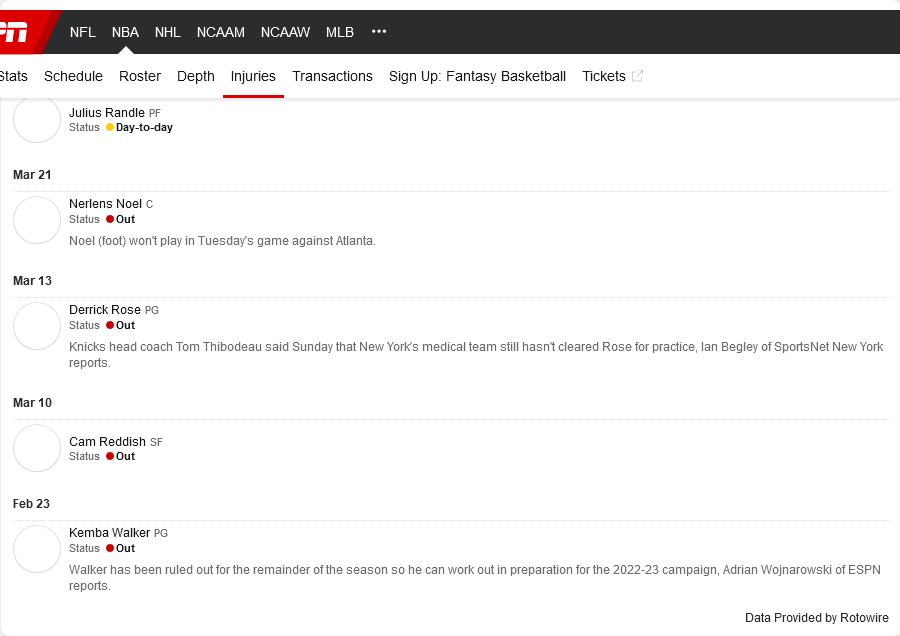 NFL NBA NHL NCAAM NCAAW MLB •••
Stats Schedule Roster Depth Injuries Transactions Sign Up: Fantasy Basketball Tickets
Julius Randle PF
Status Day-to-day
Mar 21
Nerlens Noel C
Status Out
Noel (foot) won't play in Tuesday's game against Atlanta.
Mar 13
Derrick Rose PG
Status Out
Knicks head coach Tom Thibodeau said Sunday that New York's medical team still hasn't cleared Rose for practice, Ian Begley of SportsNet New York
reports.
Mar 10
Cam Reddish SF
Status Out
Feb 23
Kemba Walker PG
Status Out
Walker has been ruled out for the remainder of the season so he can work out in preparation for the 2022-23 campaign, Adrian Wojnarowski of ESPN
reports.
Data Provided by Rotowire